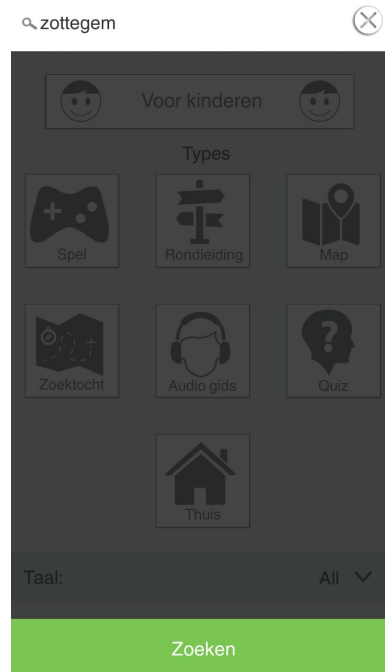 zottegem
Voor kinderen
Types
Spel
Rondleiding
Map
Zoektocht
Audio gids
Quiz
Thuis
Taal:
All
Zoeken